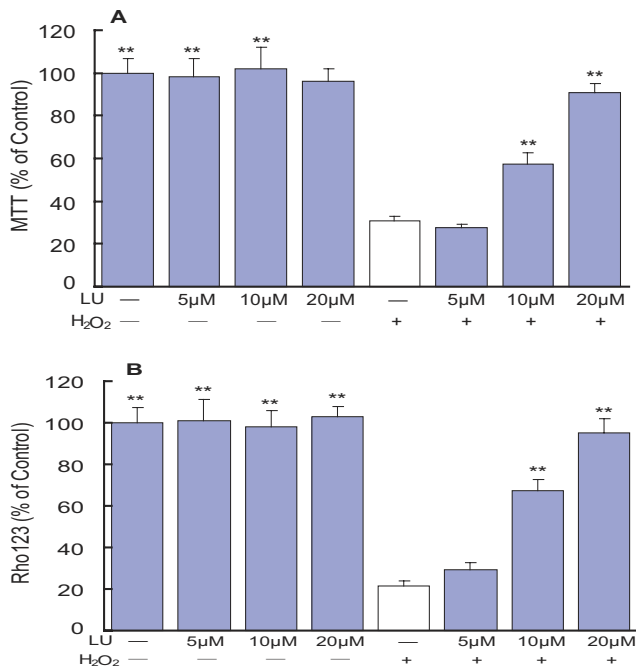 A
MTT (% of Control)
120
100
80
60
40
20
0
** ** ** ** **
LU — 5µM 10µM 20µM — 5µM 10µM 20µM
H₂O₂ — — — — + + + +
B
Rho123 (% of Control)
120
100
80
60
40
20
0
** ** ** ** ** **
LU — 5µM 10µM 20µM — 5µM 10µM 20µM
H₂O₂ — — — — + + + +